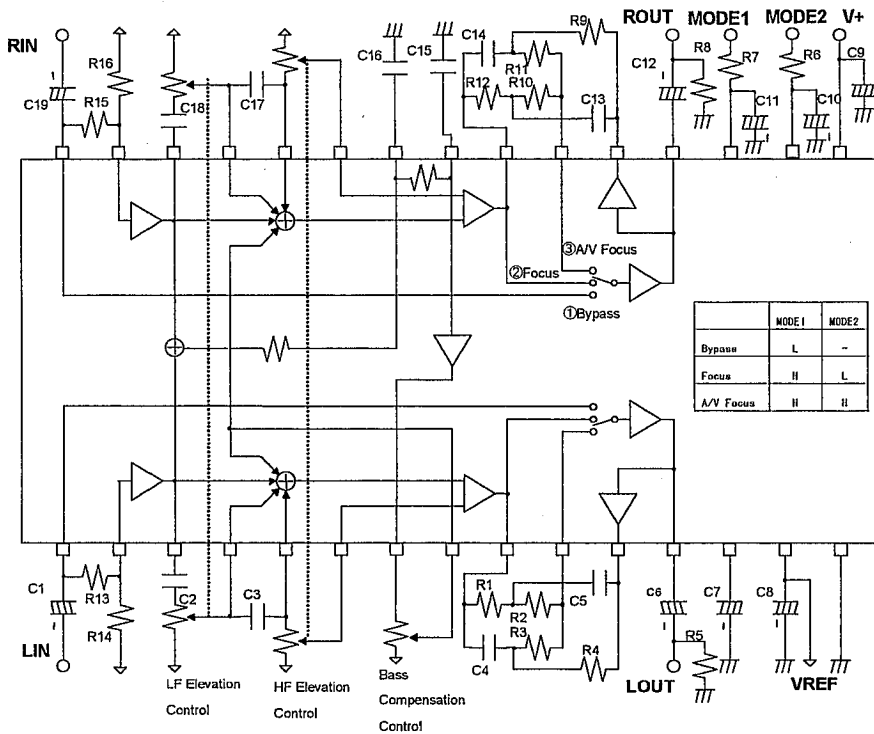 RIN
ROUT
MODE1
MODE2
V+
R16
C14
R9
C16
C15
R8
R7
R6
C9
C12
R11
R12
R10
C19
R15
C18
C17
C13
C11
C10
③A/V Focus
②Focus
①Bypass
MODE1 MODE2
Bypass L -
Focus H L
A/V Focus H H
C1
R13
C2
C3
R1
C5
C6
C7
C8
R2
R3
R14
C4
R4
R5
LIN
LOUT
VREF
LF Elevation
Control
HF Elevation
Control
Bass
Compensation
Control